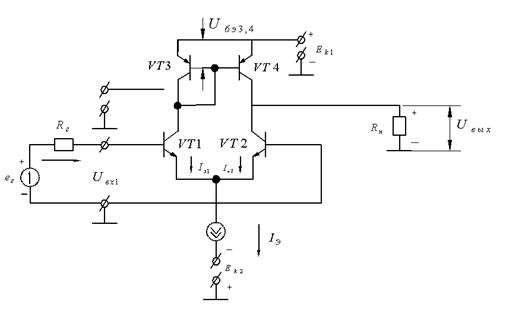 U бэ3,4
+
E к1
−
VT3
VT4
R г
VT1
VT2
R н
+
−
U вых
+
e г
−
U вх1
I э1
I э2
I э
−
E к2
+